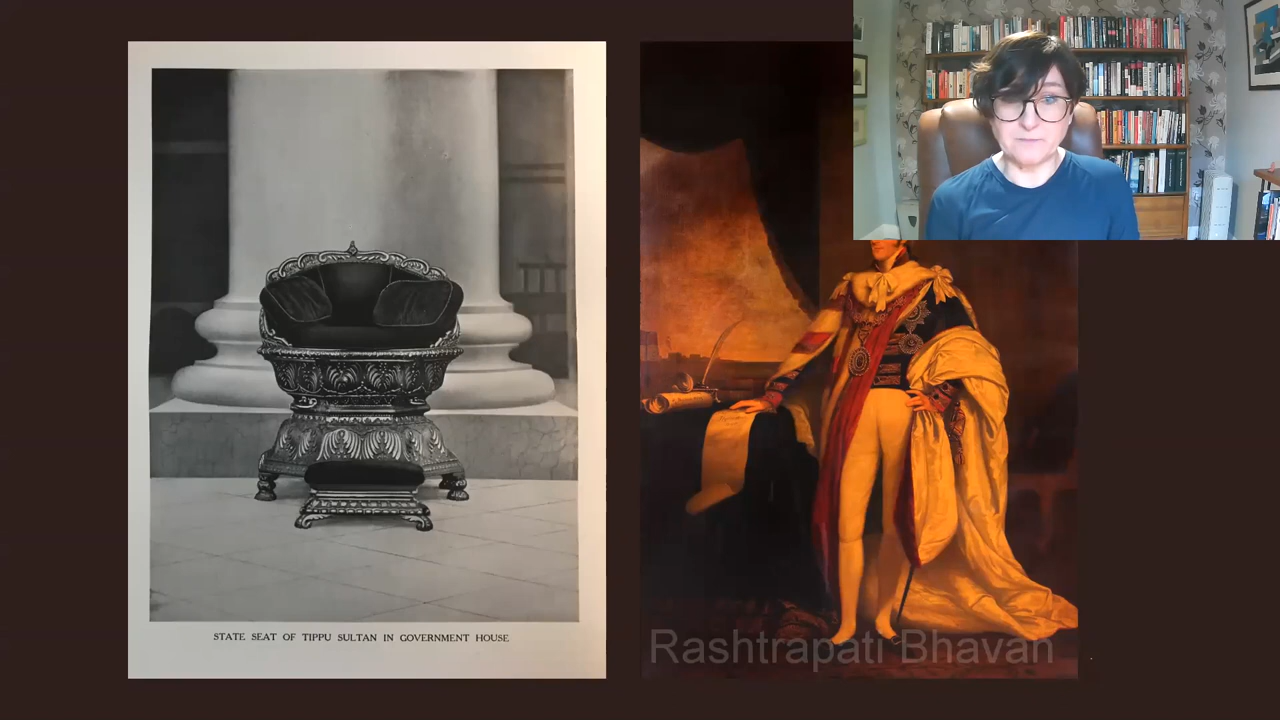 STATE SEAT OF TIPPU SULTAN IN GOVERNMENT HOUSE
Rashtrapati Bhavan